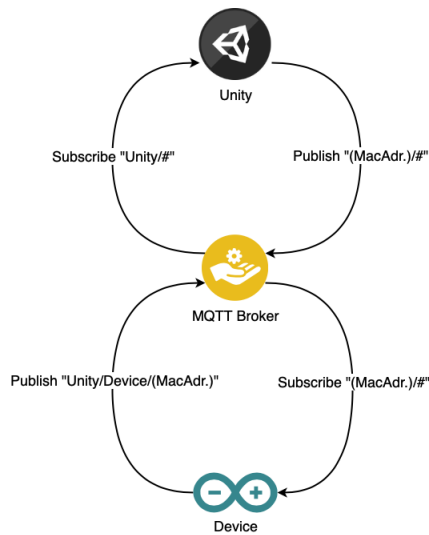 Unity
Subscribe "Unity/#"
Publish "(MacAdr.)/#"
MQTT Broker
Publish "Unity/Device/(MacAdr.)"
Subscribe "(MacAdr.)/#"
Device